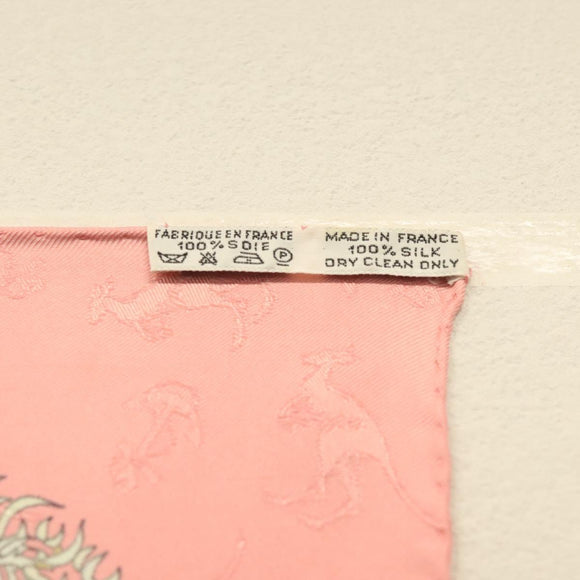 FABRIQUE EN FRANCE
100% SOIE
P
MADE IN FRANCE
100% SILK
DRY CLEAN ONLY